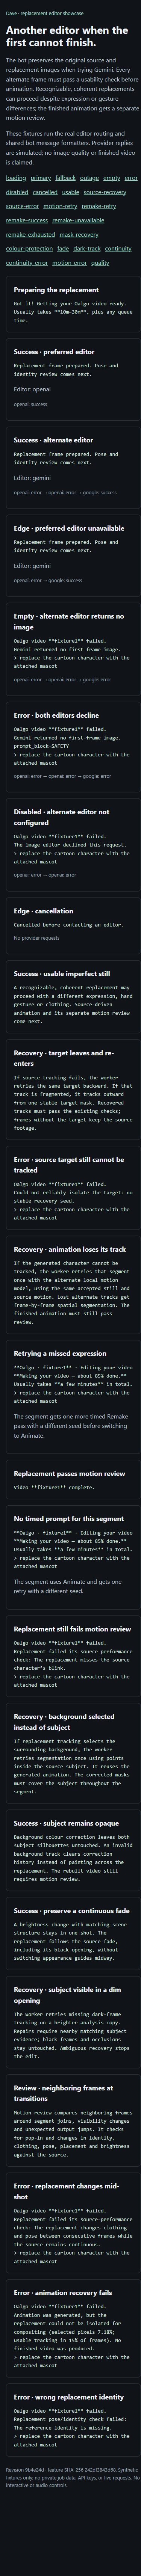 Dave · replacement editor showcase
Another editor when the
first cannot finish.
The bot preserves the original source and
replacement images when trying Gemini. Every
alternate frame must pass a usability check before
animation. Recognizable, coherent replacements
can proceed despite expression or gesture
differences; the finished animation gets a separate
motion review.
These fixtures run the real editor routing and
shared bot message formatters. Provider replies
are simulated; no image quality or finished video
is claimed.
loading primary fallback outage empty error
disabled cancelled usable source-recovery
source-error motion-retry remake-retry
remake-success remake-unavailable
remake-exhausted mask-recovery
colour-protection fade dark-track continuity
continuity-error motion-error quality
Preparing the replacement
Got it! Getting your Oalgo video ready.
Usually takes **10m-30m**, plus any queue
time.
Success · preferred editor
Replacement frame prepared. Pose and
identity review comes next.
Editor: openai
openai: success
Success · alternate editor
Replacement frame prepared. Pose and
identity review comes next.
Editor: gemini
openai: error → openai: error → google: success
Edge · preferred editor unavailable
Replacement frame prepared. Pose and
identity review comes next.
Editor: gemini
openai: error → google: success
Empty · alternate editor returns no
image
Oalgo video **fixture1** failed.
Gemini returned no first-frame image.
> replace the cartoon character with the
attached mascot
openai: error → openai: error → google: error
Error · both editors decline
Oalgo video **fixture1** failed.
Gemini returned no first-frame image.
prompt_block=SAFETY
> replace the cartoon character with the
attached mascot
openai: error → openai: error → google: error
Disabled · alternate editor not
configured
Oalgo video **fixture1** failed.
The image editor declined this request.
> replace the cartoon character with the
attached mascot
openai: error → openai: error
Edge · cancellation
Cancelled before contacting an editor.
No provider requests
Success · usable imperfect still
A recognizable, coherent replacement may
proceed with a different expression, hand
gesture or clothing. Source-driven
animation and its separate motion review
come next.
Recovery · target leaves and re-
enters
If source tracking fails, the worker
retries the same target backward. If that
track is fragmented, it tracks outward
from one stable target mask. Recovered
tracks must pass the existing checks;
frames without the target keep the source
footage.
Error · source target still cannot be
tracked
Oalgo video **fixture1** failed.
Could not reliably isolate the target: no
stable recovery seed.
> replace the cartoon character with the
attached mascot
Recovery · animation loses its track
If the generated character cannot be
tracked, the worker retries that segment
once with the alternate local motion
model, using the same accepted still and
source motion. Lost alternate tracks get
frame-by-frame spatial segmentation. The
finished animation must still pass
review.
Retrying a missed expression
**Oalgo · fixture1** · Editing your video
**Making your video — about 85% done.**
Usually takes **a few minutes** in total.
> replace the cartoon character with the
attached mascot
The segment gets one more timed Remake
pass with a different seed before switching
to Animate.
Replacement passes motion review
Video **fixture1** complete.
No timed prompt for this segment
**Oalgo · fixture1** · Editing your video
**Making your video — about 85% done.**
Usually takes **a few minutes** in total.
> replace the cartoon character with the
attached mascot
The segment uses Animate and gets one
retry with a different seed.
Replacement still fails motion review
Oalgo video **fixture1** failed.
Replacement failed its source-performance
check: The replacement misses the source
character's blink.
> replace the cartoon character with the
attached mascot
Recovery · background selected
instead of subject
If replacement tracking selects the
surrounding background, the worker
retries segmentation once using points
inside the source subject. It reuses the
generated animation. The corrected masks
must cover the subject throughout the
segment.
Success · subject remains opaque
Background colour correction leaves both
subject silhouettes untouched. An invalid
background track clears correction
history instead of painting across the
replacement. The rebuilt video still
requires motion review.
Success · preserve a continuous fade
A brightness change with matching scene
structure stays in one shot. The
replacement follows the source fade,
including its black opening, without
switching appearance guides midway.
Recovery · subject visible in a dim
opening
The worker retries missing dark-frame
tracking on a brighter analysis copy.
Repairs require nearby matching subject
evidence; black frames and occlusions
stay untouched. Ambiguous recovery stops
the edit.
Review · neighboring frames at
transitions
Motion review compares neighboring frames
around segment joins, visibility changes
and unexpected output jumps. It checks
for pop-in and changes in identity,
clothing, pose, placement and brightness
against the source.
Error · replacement changes mid-
shot
Oalgo video **fixture1** failed.
Replacement failed its source-performance
check: The replacement changes clothing
and pose between consecutive frames while
the source remains continuous.
> replace the cartoon character with the
attached mascot
Error · animation recovery fails
Oalgo video **fixture1** failed.
Animation was generated, but the
replacement could not be isolated for
compositing (selected pixels 7.18%;
usable tracking in 15% of frames). No
finished video was produced.
> replace the cartoon character with the
attached mascot
Error · wrong replacement identity
Oalgo video **fixture1** failed.
Replacement pose/identity check failed:
The reference identity is missing.
> replace the cartoon character with the
attached mascot
fixtures only: no private job data, API keys, or live requests. No
interactive or audio controls.